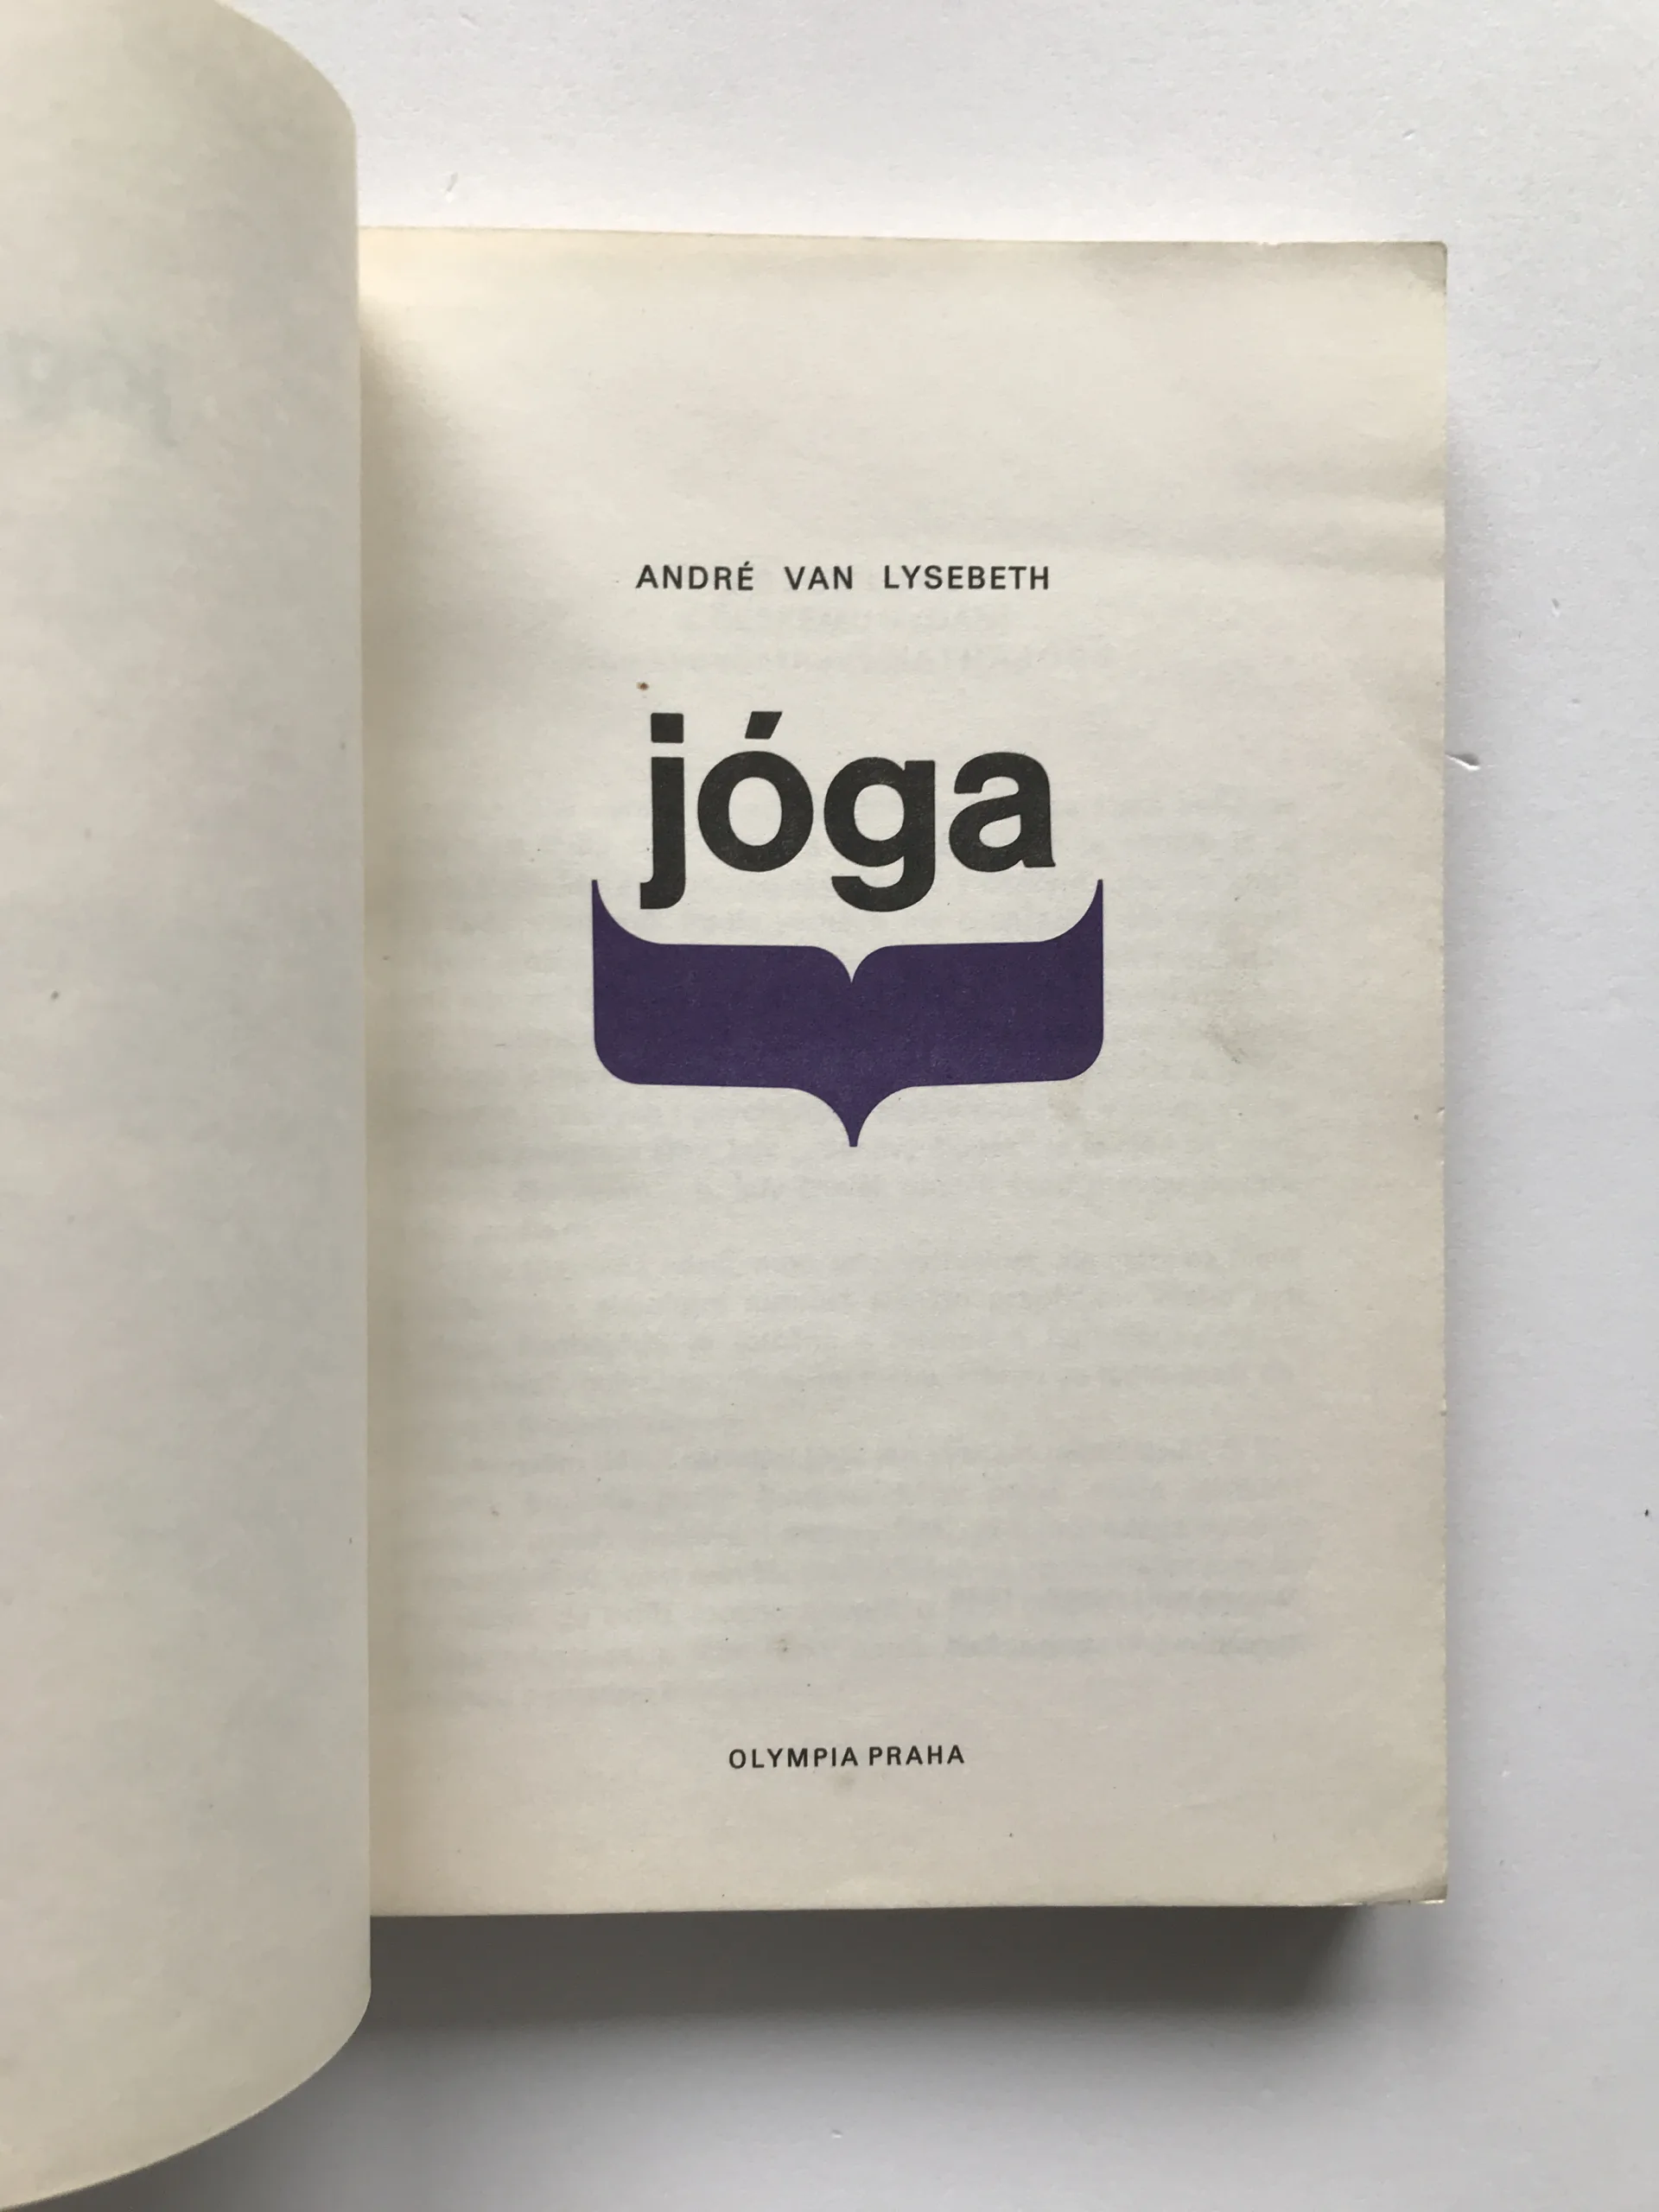 ANDRÉ VAN LYSEBETH
jóga
OLYMPIA PRAHA